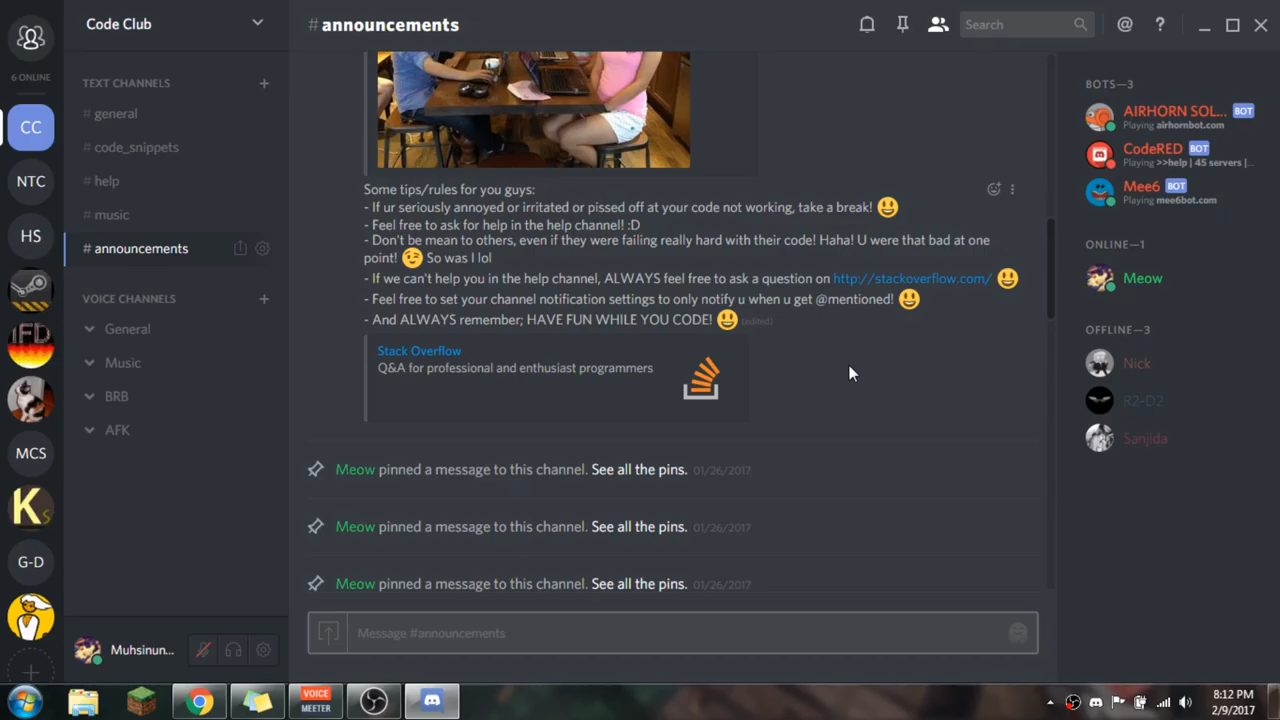 Code Club
#announcements
Search
6 ONLINE
CC
NTC
HS
IFD
MCS
Ks
G-D
TEXT CHANNELS
# general
# code_snippets
# help
# music
# announcements
VOICE CHANNELS
General
Music
BRB
AFK
Muhsinun...
Some tips/rules for you guys:
- If ur seriously annoyed or irritated or pissed off at your code not working, take a break! 😃
- Feel free to ask for help in the help channel! :D
- Don't be mean to others, even if they were failing really hard with their code! Haha! U were that bad at one
point! 😉 So was I lol
- If we can't help you in the help channel, ALWAYS feel free to ask a question on http://stackoverflow.com/ 😃
- Feel free to set your channel notification settings to only notify u when u get @mentioned! 😃
- And ALWAYS remember; HAVE FUN WHILE YOU CODE! 😃 (edited)
Stack Overflow
Q&A for professional and enthusiast programmers
Meow pinned a message to this channel. See all the pins. 01/26/2017
Meow pinned a message to this channel. See all the pins. 01/26/2017
Meow pinned a message to this channel. See all the pins. 01/26/2017
Message #announcements
BOTS—3
AIRHORN SOL... BOT
Playing airhornbot.com
CodeRED BOT
Playing >>help | 45 servers |...
Mee6 BOT
Playing mee6bot.com
ONLINE—1
Meow
OFFLINE—3
Nick
R2-D2
Sanjida
VOICE
MEETER
8:12 PM
2/9/2017